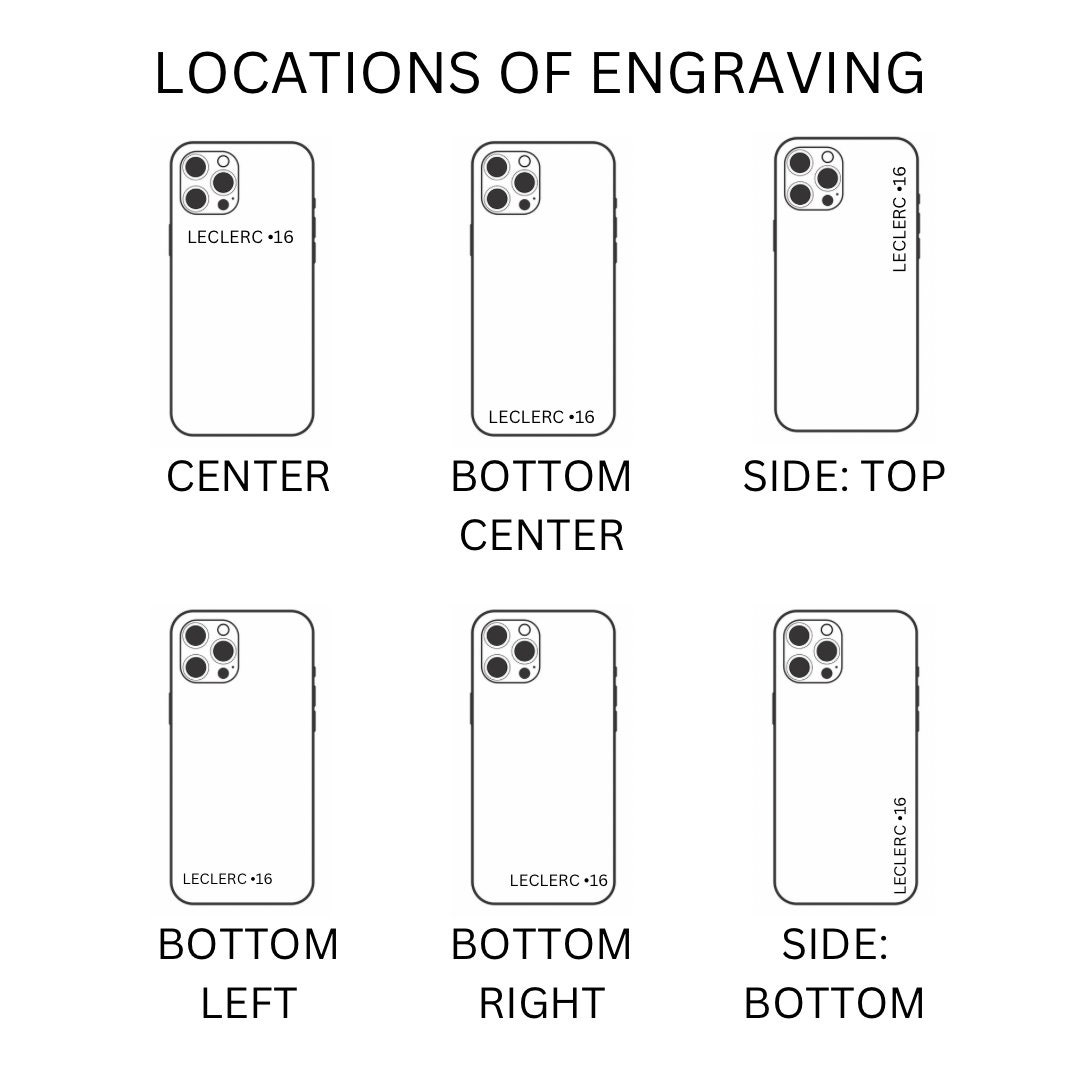 LOCATIONS OF ENGRAVING
LECLERC •16
CENTER
LECLERC •16
BOTTOM
CENTER
LECLERC •16
SIDE: TOP
LECLERC •16
BOTTOM
LEFT
LECLERC •16
BOTTOM
RIGHT
LECLERC •16
SIDE:
BOTTOM